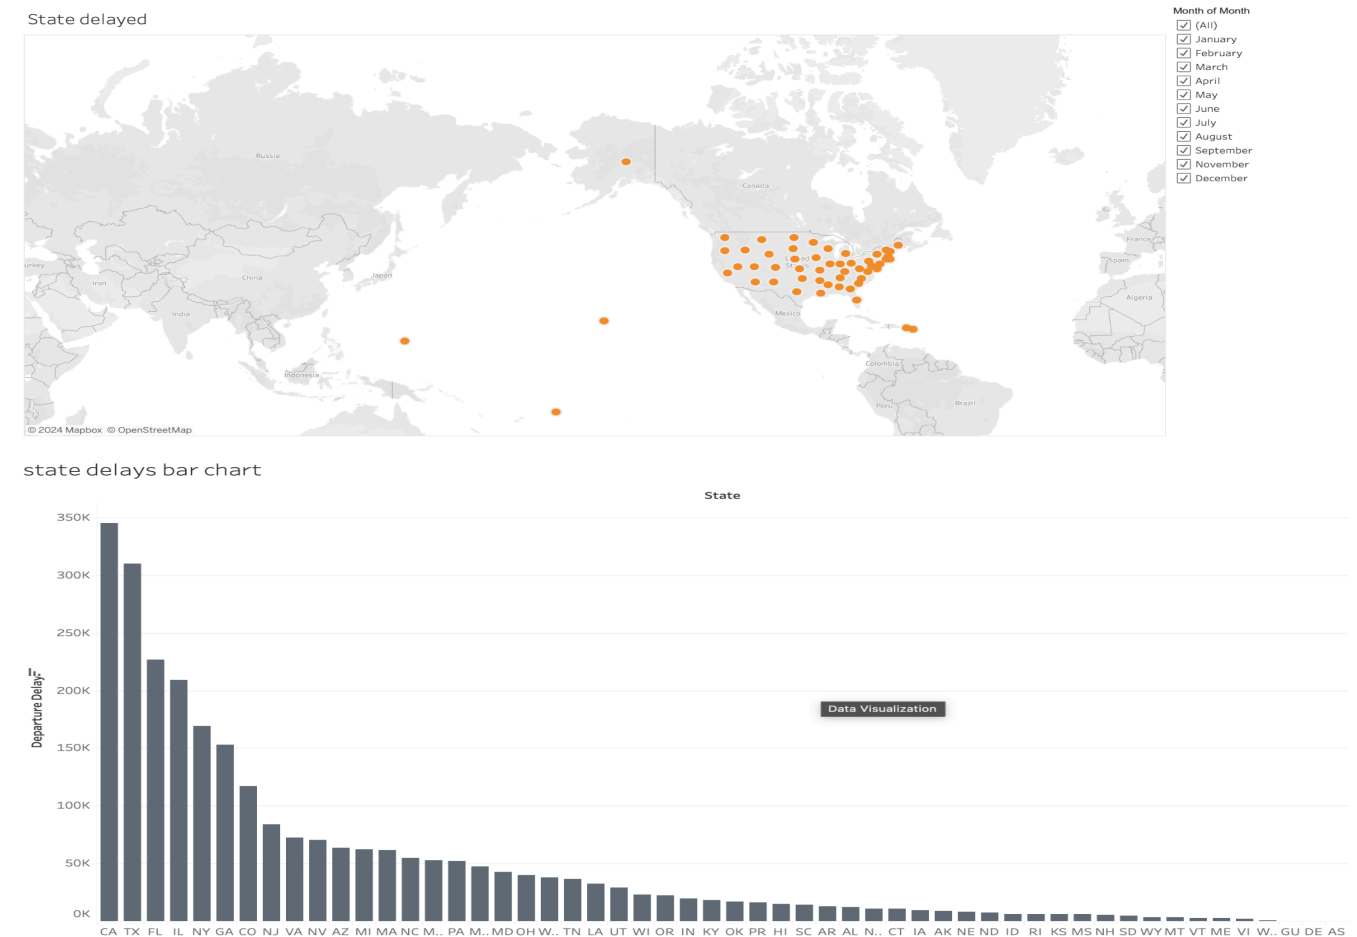 State delayed
Month of Month
(All)
January
February
March
April
May
June
July
August
September
November
December
Russia
Canada
United
States
France
Spain
Algeria
Iran
China
Japan
India
Indonesia
Mexico
Colombia
Peru
Brazil
© 2024 Mapbox © OpenStreetMap
state delays bar chart
State
350K
300K
250K
200K
150K
100K
50K
0K
Departure Delay
Data Visualization
CA TX FL IL NY GA CO NJ VA NV AZ MI MA NC M.. PA M.. MD OH W.. TN LA UT WI OR IN KY OK PR HI SC AR AL N.. CT IA AK NE ND ID RI KS MS NH SD WY MT VT ME VI W.. GU DE AS